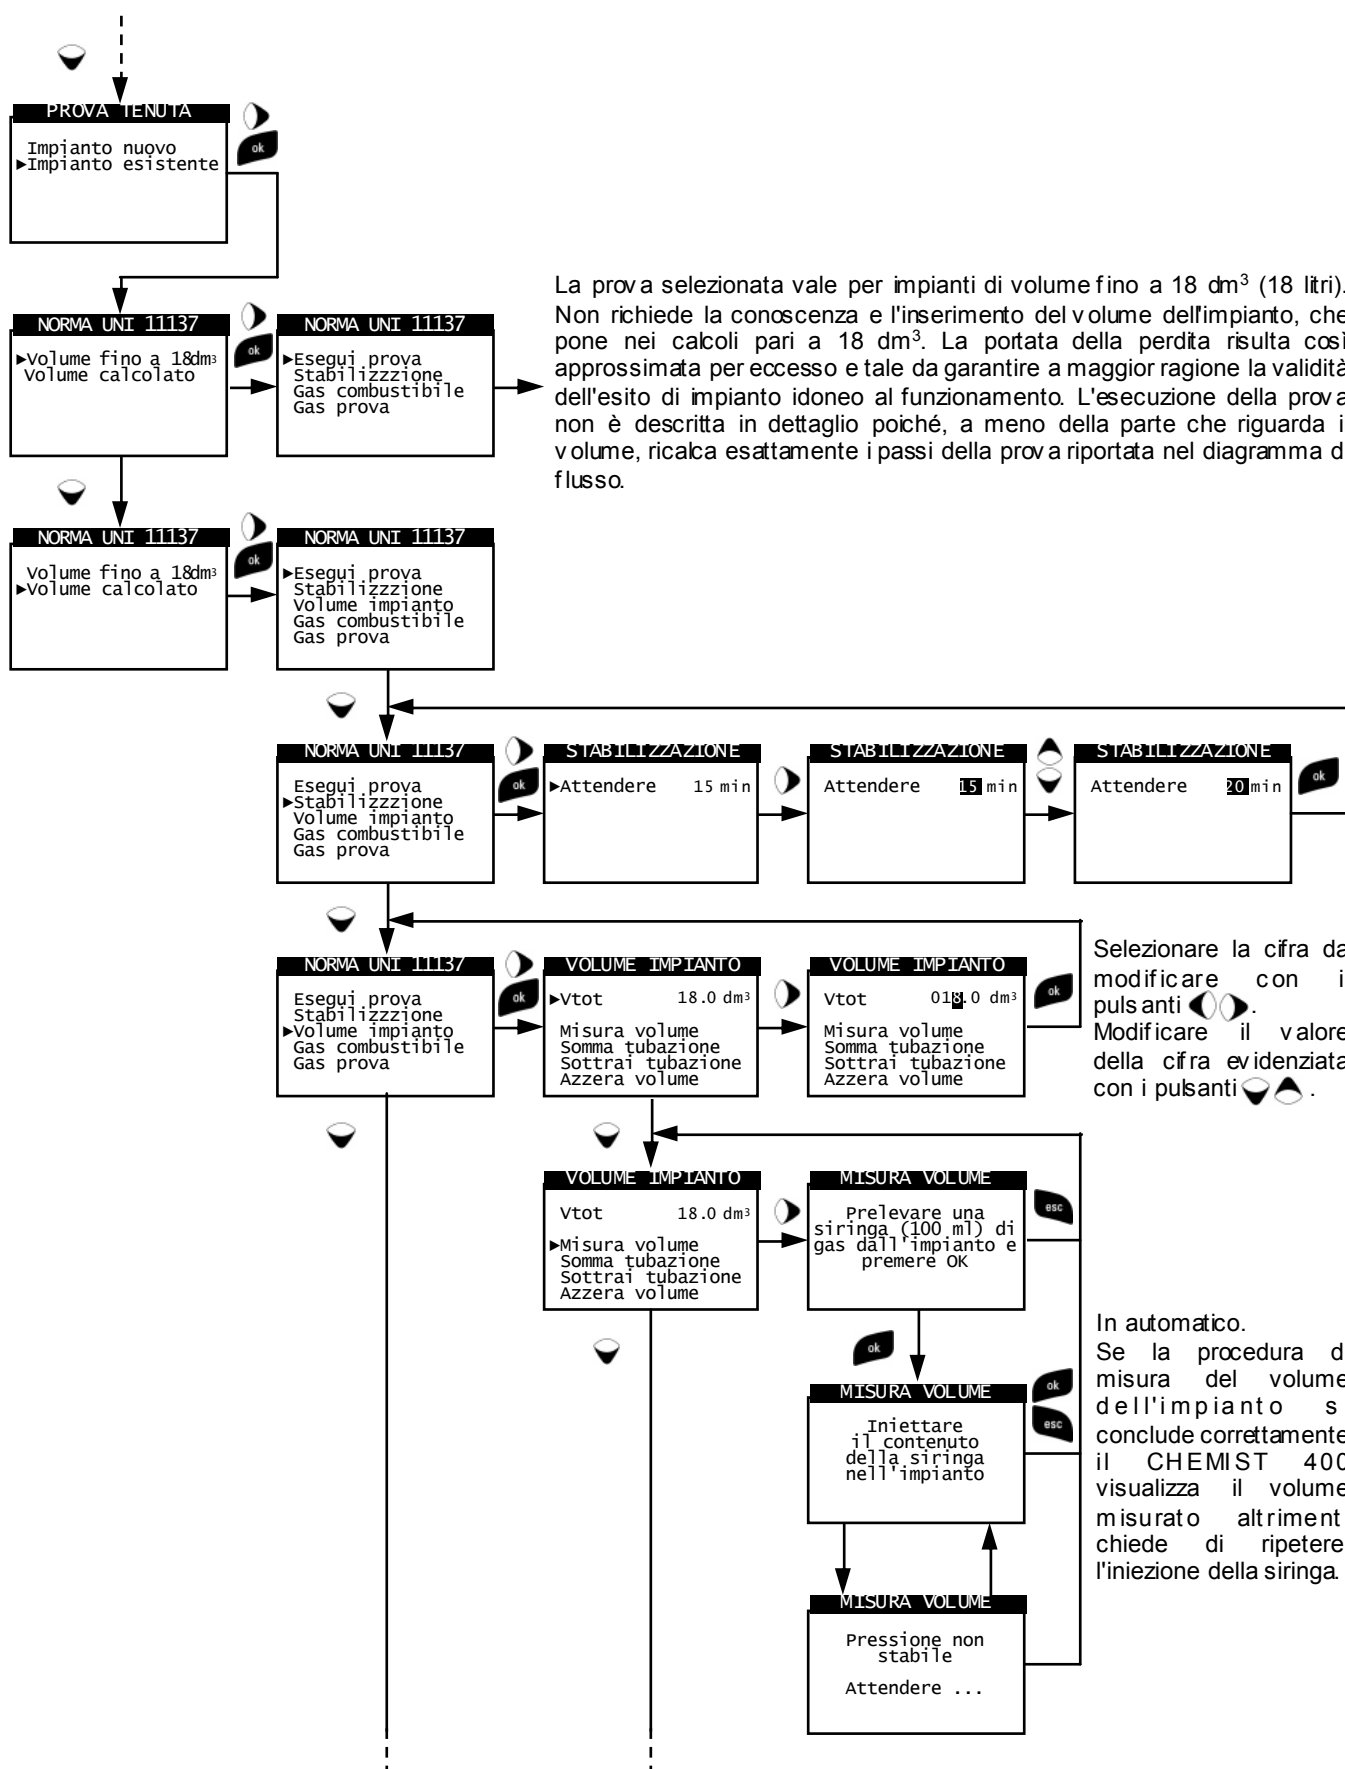 PROVA TENUTA
Impianto nuovo
►Impianto esistente
ok
NORMA UNI 11137
►Volume fino a 18dm³
Volume calcolato
ok
NORMA UNI 11137
►Esegui prova
Stabilizzzione
Gas combustibile
Gas prova
La prova selezionata vale per impianti di volume fino a 18 dm³ (18 litri).
Non richiede la conoscenza e l'inserimento del volume dell'impianto, che
pone nei calcoli pari a 18 dm³. La portata della perdita risulta così
approssimata per eccesso e tale da garantire a maggior ragione la validità
dell'esito di impianto idoneo al funzionamento. L'esecuzione della prova
non è descritta in dettaglio poiché, a meno della parte che riguarda i
volume, ricalca esattamente i passi della prova riportata nel diagramma d
flusso.
NORMA UNI 11137
Volume fino a 18dm³
►Volume calcolato
ok
NORMA UNI 11137
►Esegui prova
Stabilizzzione
Volume impianto
Gas combustibile
Gas prova
NORMA UNI 11137
Esegui prova
►Stabilizzzione
Volume impianto
Gas combustibile
Gas prova
ok
STABILIZZAZIONE
►Attendere 15 min
STABILIZZAZIONE
Attendere 15 min
STABILIZZAZIONE
Attendere 20 min
ok
NORMA UNI 11137
Esegui prova
Stabilizzzione
►Volume impianto
Gas combustibile
Gas prova
ok
VOLUME IMPIANTO
►Vtot 18.0 dm³
Misura volume
Somma tubazione
Sottrai tubazione
Azzera volume
VOLUME IMPIANTO
Vtot 018.0 dm³
Misura volume
Somma tubazione
Sottrai tubazione
Azzera volume
ok
Selezionare la cifra da
modificare con i
pulsanti .
Modificare il valore
della cifra evidenziata
con i pulsanti .
VOLUME IMPIANTO
Vtot 18.0 dm³
►Misura volume
Somma tubazione
Sottrai tubazione
Azzera volume
MISURA VOLUME
Prelevare una
siringa (100 ml) di
gas dall'impianto e
premere OK
esc
ok
MISURA VOLUME
Iniettare
il contenuto
della siringa
nell'impianto
ok
esc
In automatico.
Se la procedura d
misura del volume
dell'impianto s
conclude correttamente
il CHEMIST 400
visualizza il volume
misurato altriment
chiede di ripetere
l'iniezione della siringa.
MISURA VOLUME
Pressione non
stabile
Attendere ...